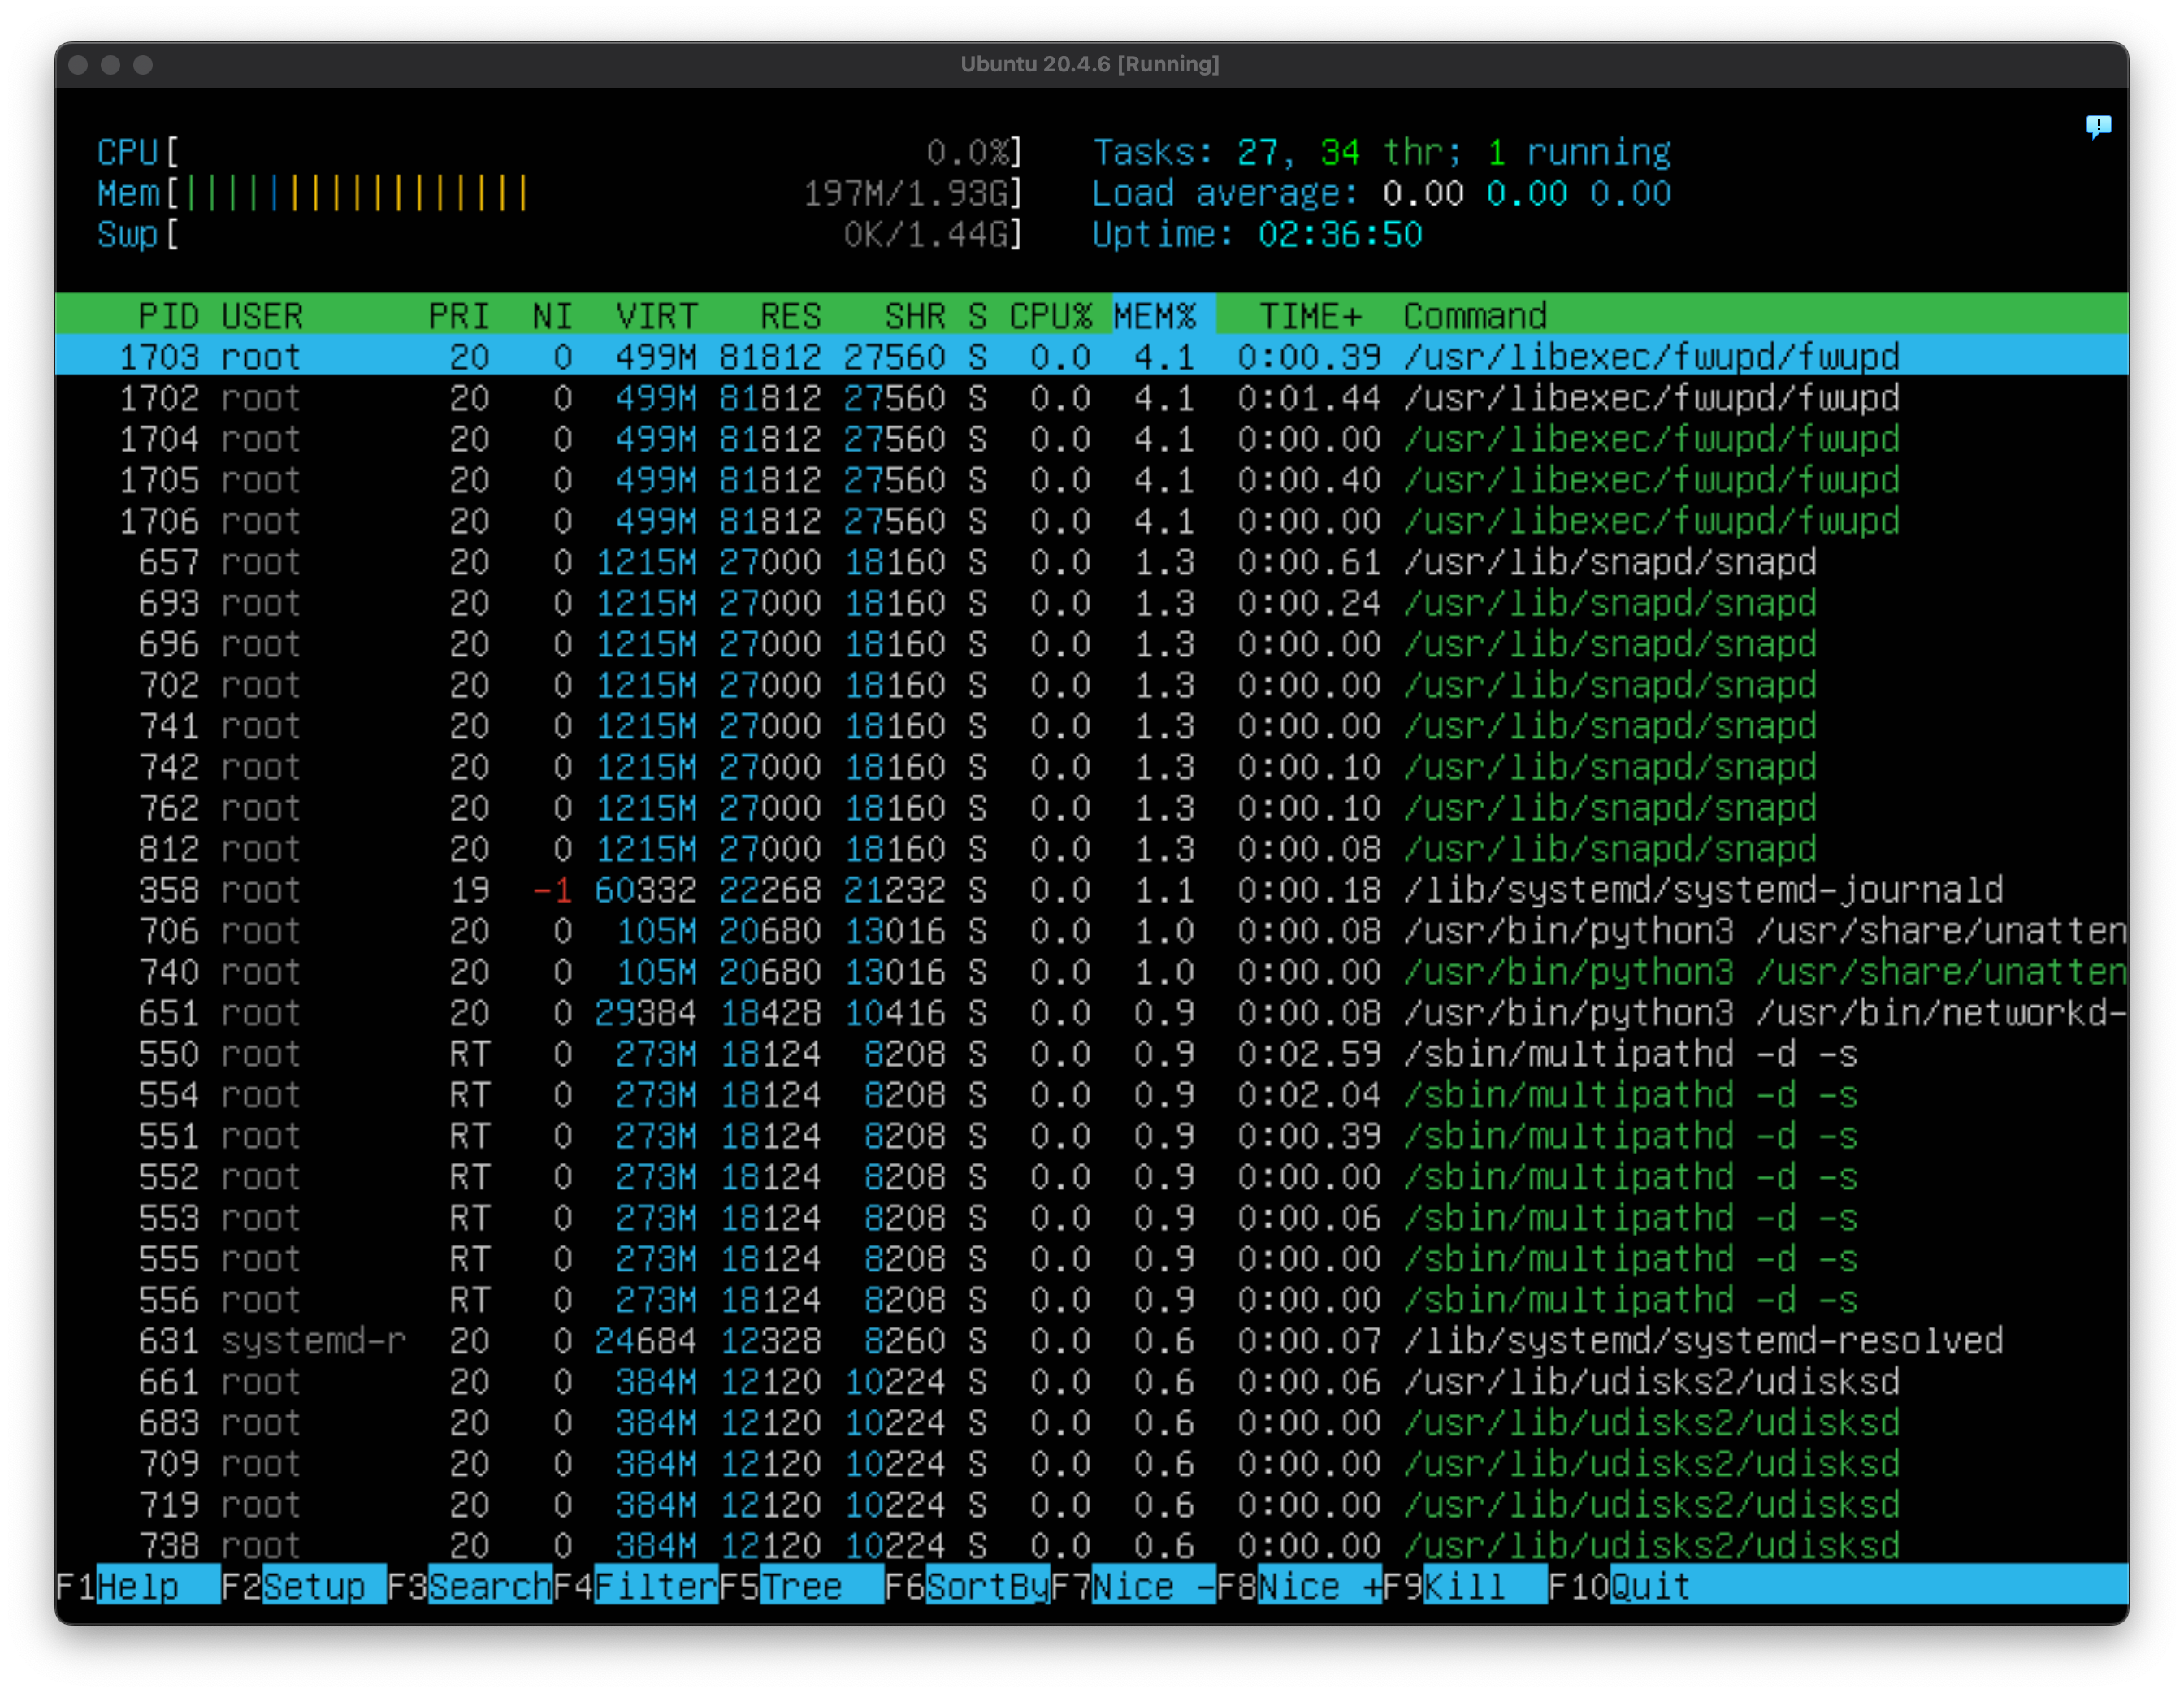 Ubuntu 20.4.6 [Running]
CPU[ 0.0%] Tasks: 27, 34 thr; 1 running
Mem[||||||||||||||||| 197M/1.93G] Load average: 0.00 0.00 0.00
Swp[ 0K/1.44G] Uptime: 02:36:50
PID USER PRI NI VIRT RES SHR S CPU% MEM% TIME+ Command
1703 root 20 0 499M 81812 27560 S 0.0 4.1 0:00.39 /usr/libexec/fwupd/fwupd
1702 root 20 0 499M 81812 27560 S 0.0 4.1 0:01.44 /usr/libexec/fwupd/fwupd
1704 root 20 0 499M 81812 27560 S 0.0 4.1 0:00.00 /usr/libexec/fwupd/fwupd
1705 root 20 0 499M 81812 27560 S 0.0 4.1 0:00.40 /usr/libexec/fwupd/fwupd
1706 root 20 0 499M 81812 27560 S 0.0 4.1 0:00.00 /usr/libexec/fwupd/fwupd
657 root 20 0 1215M 27000 18160 S 0.0 1.3 0:00.61 /usr/lib/snapd/snapd
693 root 20 0 1215M 27000 18160 S 0.0 1.3 0:00.24 /usr/lib/snapd/snapd
696 root 20 0 1215M 27000 18160 S 0.0 1.3 0:00.00 /usr/lib/snapd/snapd
702 root 20 0 1215M 27000 18160 S 0.0 1.3 0:00.00 /usr/lib/snapd/snapd
741 root 20 0 1215M 27000 18160 S 0.0 1.3 0:00.00 /usr/lib/snapd/snapd
742 root 20 0 1215M 27000 18160 S 0.0 1.3 0:00.10 /usr/lib/snapd/snapd
762 root 20 0 1215M 27000 18160 S 0.0 1.3 0:00.10 /usr/lib/snapd/snapd
812 root 20 0 1215M 27000 18160 S 0.0 1.3 0:00.08 /usr/lib/snapd/snapd
358 root 19 -1 60332 22268 21232 S 0.0 1.1 0:00.18 /lib/systemd/systemd-journald
706 root 20 0 105M 20680 13016 S 0.0 1.0 0:00.08 /usr/bin/python3 /usr/share/unatten
740 root 20 0 105M 20680 13016 S 0.0 1.0 0:00.00 /usr/bin/python3 /usr/share/unatten
651 root 20 0 29384 18428 10416 S 0.0 0.9 0:00.08 /usr/bin/python3 /usr/bin/networkd-
550 root RT 0 273M 18124 8208 S 0.0 0.9 0:02.59 /sbin/multipathd -d -s
554 root RT 0 273M 18124 8208 S 0.0 0.9 0:02.04 /sbin/multipathd -d -s
551 root RT 0 273M 18124 8208 S 0.0 0.9 0:00.39 /sbin/multipathd -d -s
552 root RT 0 273M 18124 8208 S 0.0 0.9 0:00.00 /sbin/multipathd -d -s
553 root RT 0 273M 18124 8208 S 0.0 0.9 0:00.06 /sbin/multipathd -d -s
555 root RT 0 273M 18124 8208 S 0.0 0.9 0:00.00 /sbin/multipathd -d -s
556 root RT 0 273M 18124 8208 S 0.0 0.9 0:00.00 /sbin/multipathd -d -s
631 systemd-r 20 0 24684 12328 8260 S 0.0 0.6 0:00.07 /lib/systemd/systemd-resolved
661 root 20 0 384M 12120 10224 S 0.0 0.6 0:00.06 /usr/lib/udisks2/udisksd
683 root 20 0 384M 12120 10224 S 0.0 0.6 0:00.00 /usr/lib/udisks2/udisksd
709 root 20 0 384M 12120 10224 S 0.0 0.6 0:00.00 /usr/lib/udisks2/udisksd
719 root 20 0 384M 12120 10224 S 0.0 0.6 0:00.00 /usr/lib/udisks2/udisksd
738 root 20 0 384M 12120 10224 S 0.0 0.6 0:00.00 /usr/lib/udisks2/udisksd
F1Help F2Setup F3SearchF4FilterF5Tree F6SortByF7Nice -F8Nice +F9Kill F10Quit